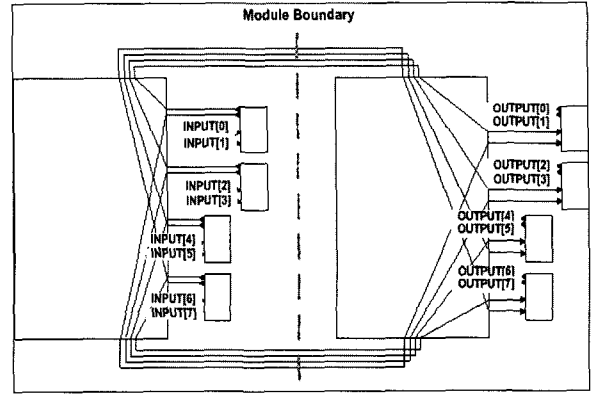 Module Boundary
INPUT[0]
INPUT[1]
INPUT[2]
INPUT[3]
INPUT[4]
INPUT[5]
INPUT[6]
INPUT[7]
OUTPUT[0]
OUTPUT[1]
OUTPUT[2]
OUTPUT[3]
OUTPUT[4]
OUTPUT[5]
OUTPUT[6]
OUTPUT[7]